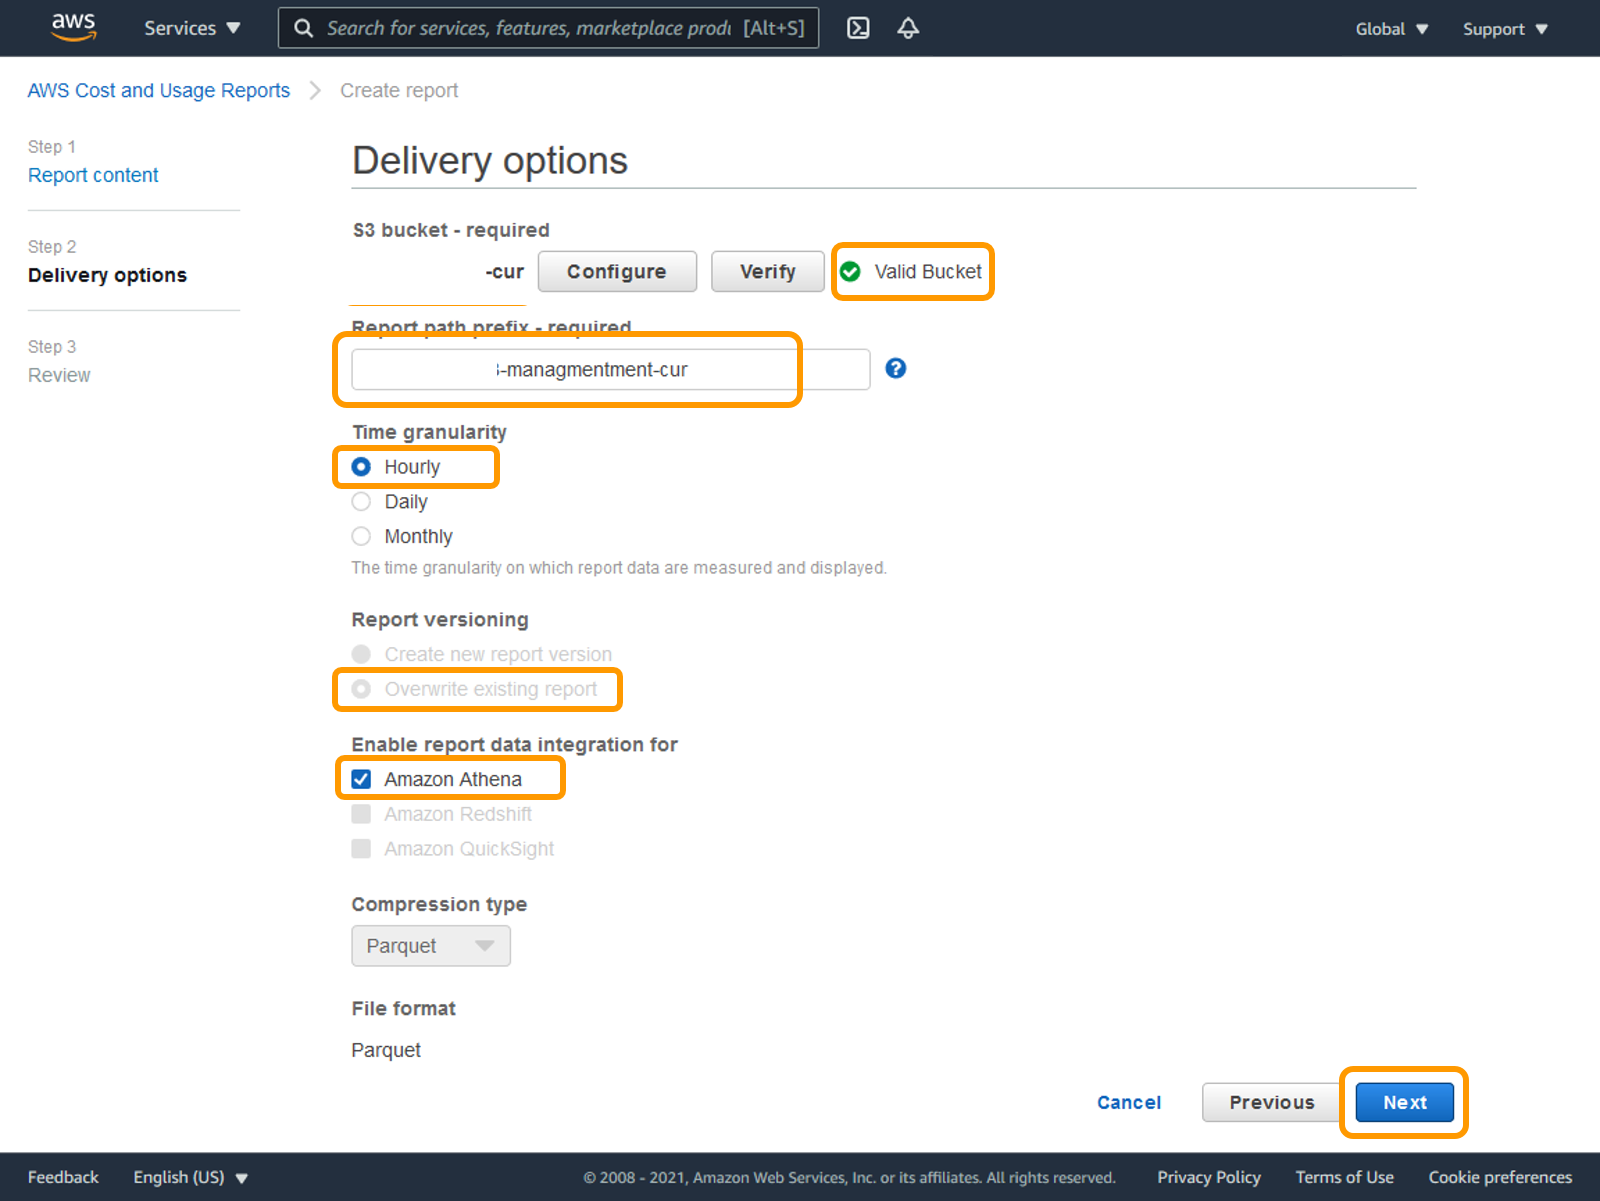 aws Services Search for services, features, marketplace produ [Alt+S] Global Support
AWS Cost and Usage Reports Create report
Step 1
Report content
Step 2
Delivery options
Step 3
Review
Delivery options
S3 bucket - required
-cur Configure Verify Valid Bucket
Report path prefix - required
-managmentment-cur ?
Time granularity
Hourly
Daily
Monthly
The time granularity on which report data are measured and displayed.
Report versioning
Create new report version
Overwrite existing report
Enable report data integration for
Amazon Athena
Amazon Redshift
Amazon QuickSight
Compression type
Parquet
File format
Parquet
Cancel Previous Next
Feedback English (US) © 2008 - 2021, Amazon Web Services, Inc. or its affiliates. All rights reserved. Privacy Policy Terms of Use Cookie preferences